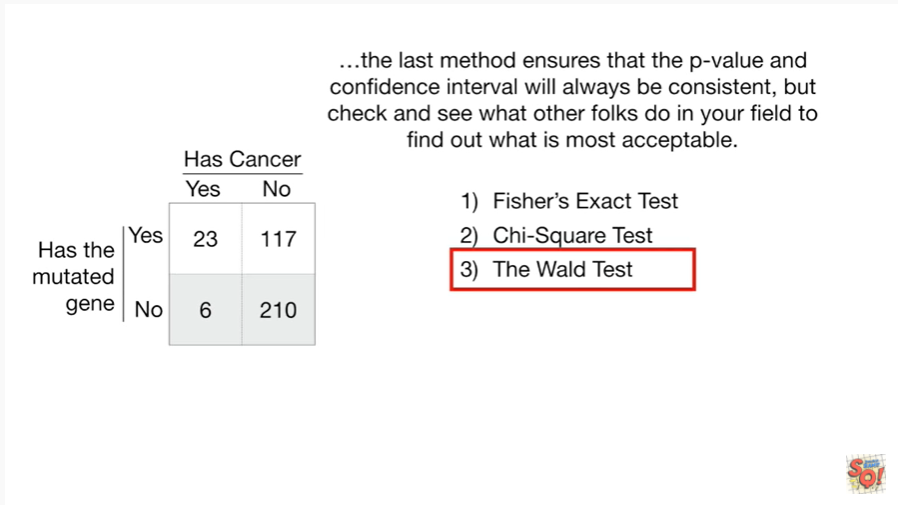 ...the last method ensures that the p-value and
confidence interval will always be consistent, but
check and see what other folks do in your field to
find out what is most acceptable.
Has Cancer
Yes No
Has the
mutated
gene
Yes 23 117
No 6 210
1) Fisher's Exact Test
2) Chi-Square Test
3) The Wald Test
SQ!